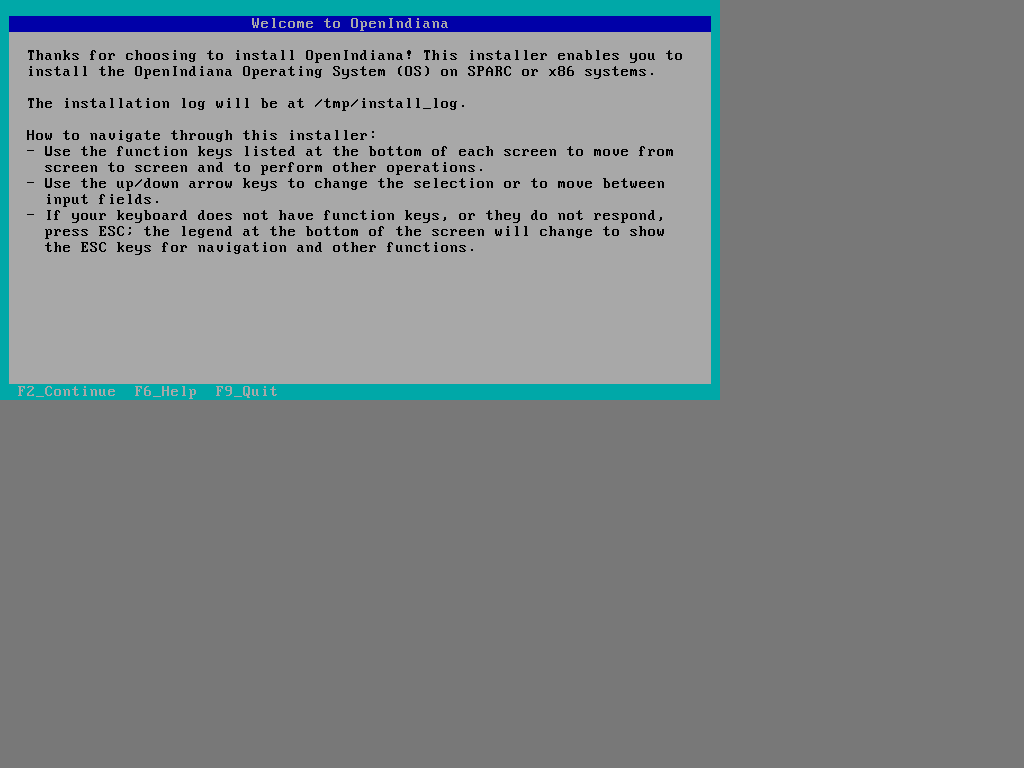 Welcome to OpenIndiana
Thanks for choosing to install OpenIndiana! This installer enables you to
install the OpenIndiana Operating System (OS) on SPARC or x86 systems.
The installation log will be at /tmp/install_log.
How to navigate through this installer:
- Use the function keys listed at the bottom of each screen to move from
screen to screen and to perform other operations.
- Use the up/down arrow keys to change the selection or to move between
input fields.
- If your keyboard does not have function keys, or they do not respond,
press ESC; the legend at the bottom of the screen will change to show
the ESC keys for navigation and other functions.
F2_Continue  F6_Help  F9_Quit